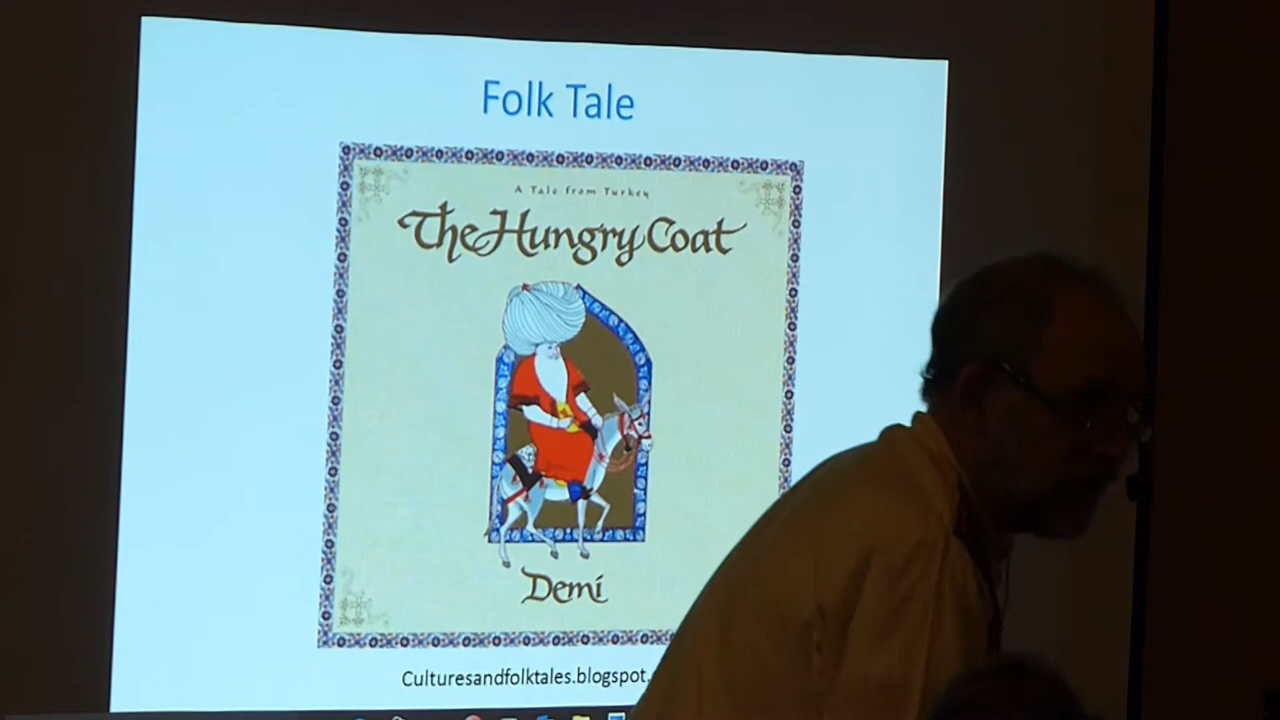 Folk Tale
A Tale from Turkey
The Hungry Coat
Demi
Culturesandfolktales.blogspot.